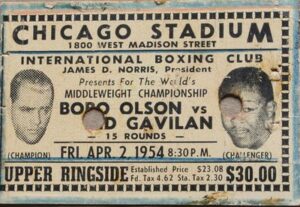 CHICAGO STADIUM
1800 WEST MADISON STREET
INTERNATIONAL BOXING CLUB
JAMES D. NORRIS, President
Presents For The World's
MIDDLEWEIGHT CHAMPIONSHIP
BOBO OLSON vs
D GAVILAN
15 ROUNDS
(CHAMPION)
FRI. APR. 2, 1954 8:30 P.M.
(CHALLENGER)
UPPER RINGSIDE
Established Price $23.08
Fd. Tax 4.62 Ste. Tax 2.30
$30.00